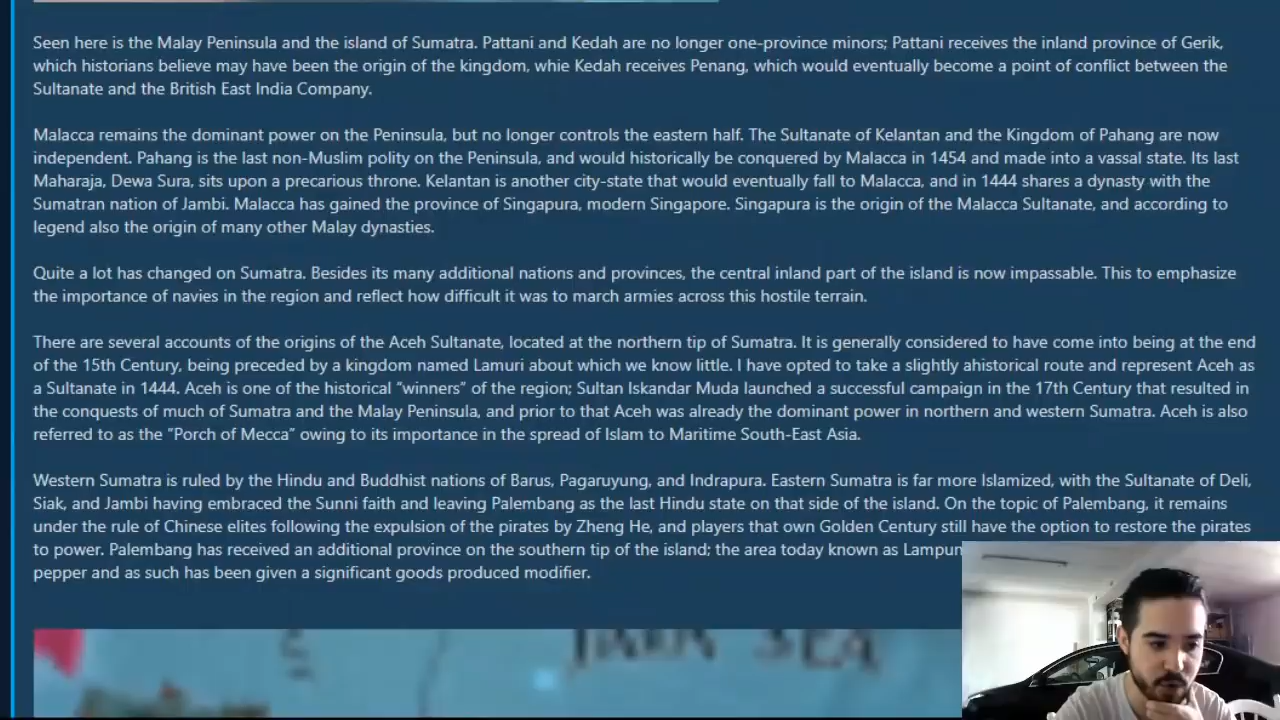 Seen here is the Malay Peninsula and the island of Sumatra. Pattani and Kedah are no longer one-province minors; Pattani receives the inland province of Gerik,
which historians believe may have been the origin of the kingdom, whie Kedah receives Penang, which would eventually become a point of conflict between the
Sultanate and the British East India Company.
Malacca remains the dominant power on the Peninsula, but no longer controls the eastern half. The Sultanate of Kelantan and the Kingdom of Pahang are now
independent. Pahang is the last non-Muslim polity on the Peninsula, and would historically be conquered by Malacca in 1454 and made into a vassal state. Its last
Maharaja, Dewa Sura, sits upon a precarious throne. Kelantan is another city-state that would eventually fall to Malacca, and in 1444 shares a dynasty with the
Sumatran nation of Jambi. Malacca has gained the province of Singapura, modern Singapore. Singapura is the origin of the Malacca Sultanate, and according to
legend also the origin of many other Malay dynasties.
Quite a lot has changed on Sumatra. Besides its many additional nations and provinces, the central inland part of the island is now impassable. This to emphasize
the importance of navies in the region and reflect how difficult it was to march armies across this hostile terrain.
There are several accounts of the origins of the Aceh Sultanate, located at the northern tip of Sumatra. It is generally considered to have come into being at the end
of the 15th Century, being preceded by a kingdom named Lamuri about which we know little. I have opted to take a slightly ahistorical route and represent Aceh as
a Sultanate in 1444. Aceh is one of the historical “winners” of the region; Sultan Iskandar Muda launched a successful campaign in the 17th Century that resulted in
the conquests of much of Sumatra and the Malay Peninsula, and prior to that Aceh was already the dominant power in northern and western Sumatra. Aceh is also
referred to as the “Porch of Mecca” owing to its importance in the spread of Islam to Maritime South-East Asia.
Western Sumatra is ruled by the Hindu and Buddhist nations of Barus, Pagaruyung, and Indrapura. Eastern Sumatra is far more Islamized, with the Sultanate of Deli,
Siak, and Jambi having embraced the Sunni faith and leaving Palembang as the last Hindu state on that side of the island. On the topic of Palembang, it remains
under the rule of Chinese elites following the expulsion of the pirates by Zheng He, and players that own Golden Century still have the option to restore the pirates
to power. Palembang has received an additional province on the southern tip of the island; the area today known as
pepper and as such has been given a significant goods produced modifier.
SEA